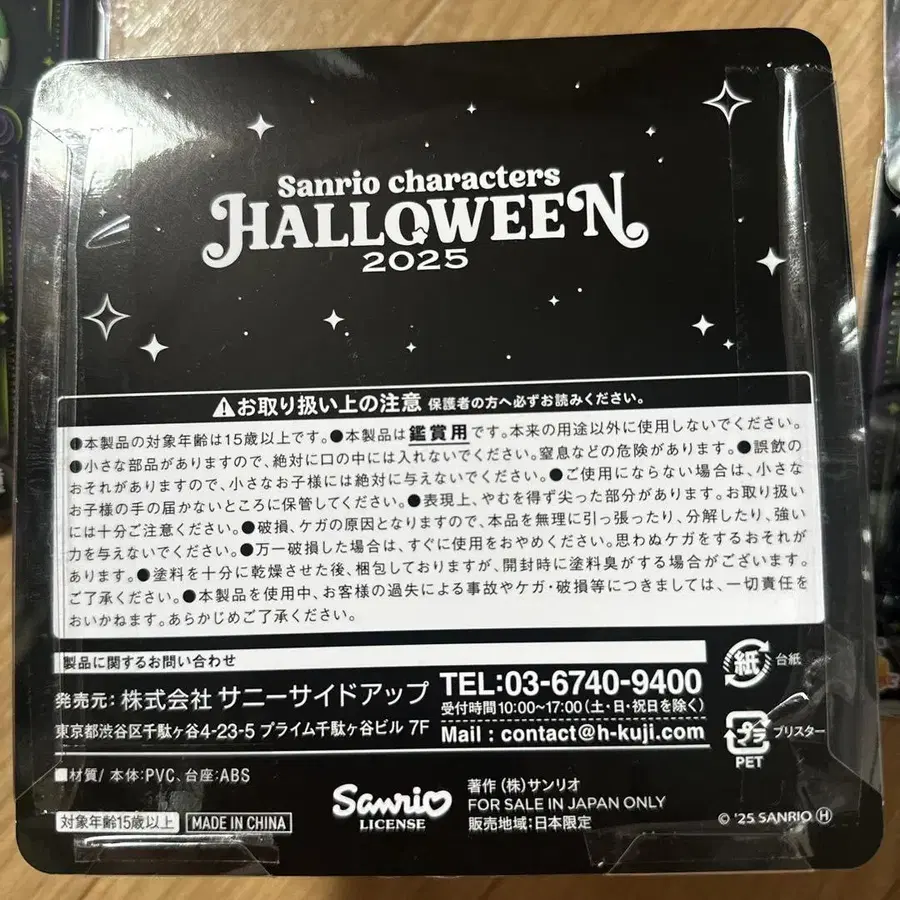 Sanrio characters
HALLOWEEN
2025
⚠お取り扱い上の注意 保護者の方へ必ずお読みください。
●本製品の対象年齢は15歳以上です。●本製品は鑑賞用です。本来の用途以外に使用しないでください。
●小さな部品がありますので、絶対に口の中には入れないでください。窒息などの危険があります。●誤飲の
おそれがありますので、小さなお子様には絶対に与えないでください。●ご使用にならない場合は、小さな
お子様の手の届かないところに保管してください。●表現上、やむを得ず尖った部分があります。お取り扱い
には十分ご注意ください。●破損、ケガの原因となりますので、本品を無理に引っ張ったり、分解したり、強い
力を与えないでください。●万一破損した場合は、すぐに使用をおやめください。思わぬケガをするおそれが
あります。●塗料を十分に乾燥させた後、梱包しておりますが、開封時に塗料臭がする場合がございます。
ご了承ください。●本製品を使用中、お客様の過失による事故やケガ・破損等につきましては、一切責任を
おいかねます。あらかじめご了承ください。
製品に関するお問い合わせ
発売元:株式会社 サニーサイドアップ
東京都渋谷区千駄ヶ谷4-23-5 プライム千駄ヶ谷ビル 7F
TEL:03-6740-9400
受付時間10:00~17:00(土・日・祝日を除く)
Mail : contact@h-kuji.com
紙 台紙
プラ ブリスター
PET
■材質/ 本体:PVC、台座:ABS
対象年齢15歳以上 MADE IN CHINA
Sanrio
LICENSE
著作 (株)サンリオ
FOR SALE IN JAPAN ONLY
販売地域:日本限定
© '25 SANRIO Ⓗ